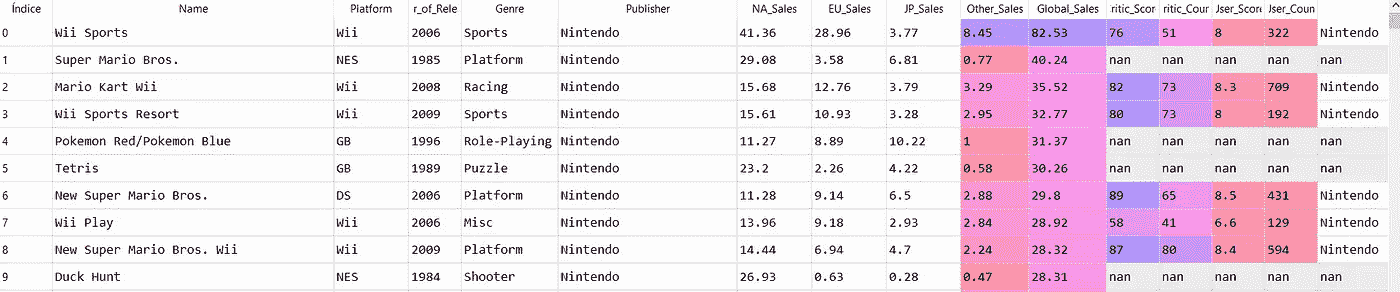 Índice Name Platform r_of_Rele Genre Publisher NA_Sales EU_Sales JP_Sales Other_Sales Global_Sales ritic_Scor ritic_Cour Jser_Score Jser_Coun
0 Wii Sports Wii 2006 Sports Nintendo 41.36 28.96 3.77 8.45 82.53 76 51 8 322 Nintendo
1 Super Mario Bros. NES 1985 Platform Nintendo 29.08 3.58 6.81 0.77 40.24 nan nan nan nan nan
2 Mario Kart Wii Wii 2008 Racing Nintendo 15.68 12.76 3.79 3.29 35.52 82 73 8.3 709 Nintendo
3 Wii Sports Resort Wii 2009 Sports Nintendo 15.61 10.93 3.28 2.95 32.77 80 73 8 192 Nintendo
4 Pokemon Red/Pokemon Blue GB 1996 Role-Playing Nintendo 11.27 8.89 10.22 1 31.37 nan nan nan nan nan
5 Tetris GB 1989 Puzzle Nintendo 23.2 2.26 4.22 0.58 30.26 nan nan nan nan nan
6 New Super Mario Bros. DS 2006 Platform Nintendo 11.28 9.14 6.5 2.88 29.8 89 65 8.5 431 Nintendo
7 Wii Play Wii 2006 Misc Nintendo 13.96 9.18 2.93 2.84 28.92 58 41 6.6 129 Nintendo
8 New Super Mario Bros. Wii Wii 2009 Platform Nintendo 14.44 6.94 4.7 2.24 28.32 87 80 8.4 594 Nintendo
9 Duck Hunt NES 1984 Shooter Nintendo 26.93 0.63 0.28 0.47 28.31 nan nan nan nan nan